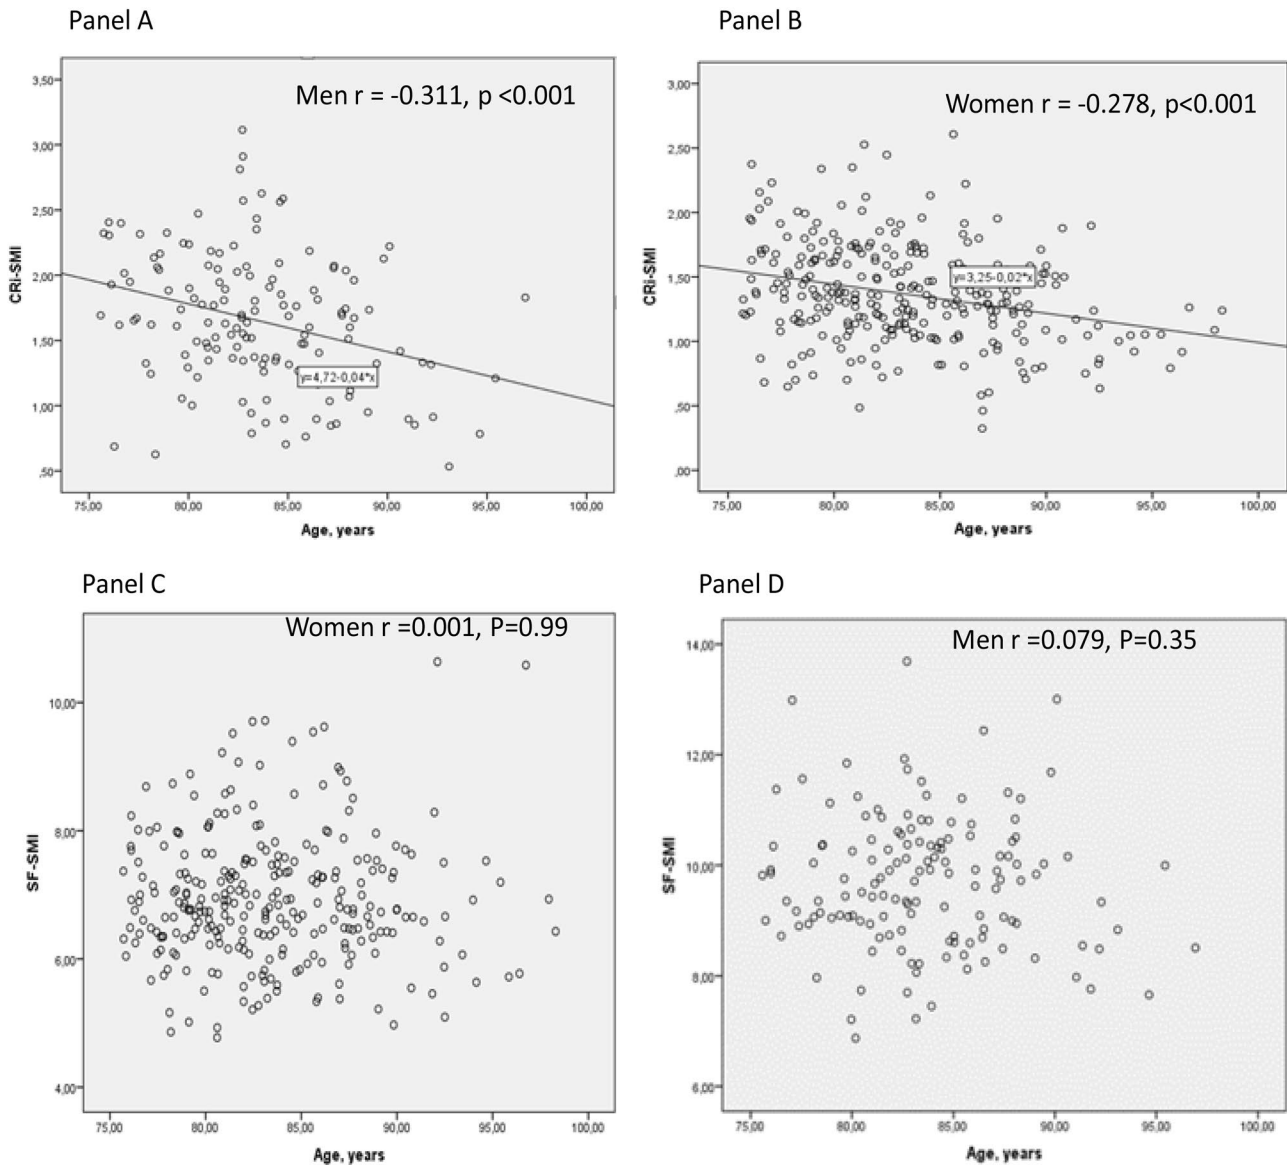 Panel A
Men r = -0.311, p <0.001
3,50
3,00
2,50
2,00
1,50
1,00
,50
CRi-SMI
y=4,72-0,04*x
75,00 80,00 85,00 90,00 95,00 100,00
Age, years
Panel B
Women r = -0.278, p<0.001
3,00
2,50
2,00
1,50
1,00
,50
,00
CRi-SMI
y=3,25-0,02*x
75,00 80,00 85,00 90,00 95,00 100,00
Age, years
Panel C
Women r =0.001, P=0.99
10,00
8,00
6,00
4,00
SF-SMI
75,00 80,00 85,00 90,00 95,00 100,00
Age, years
Panel D
Men r =0.079, P=0.35
14,00
12,00
10,00
8,00
6,00
SF-SMI
75,00 80,00 85,00 90,00 95,00 100,00
Age, years